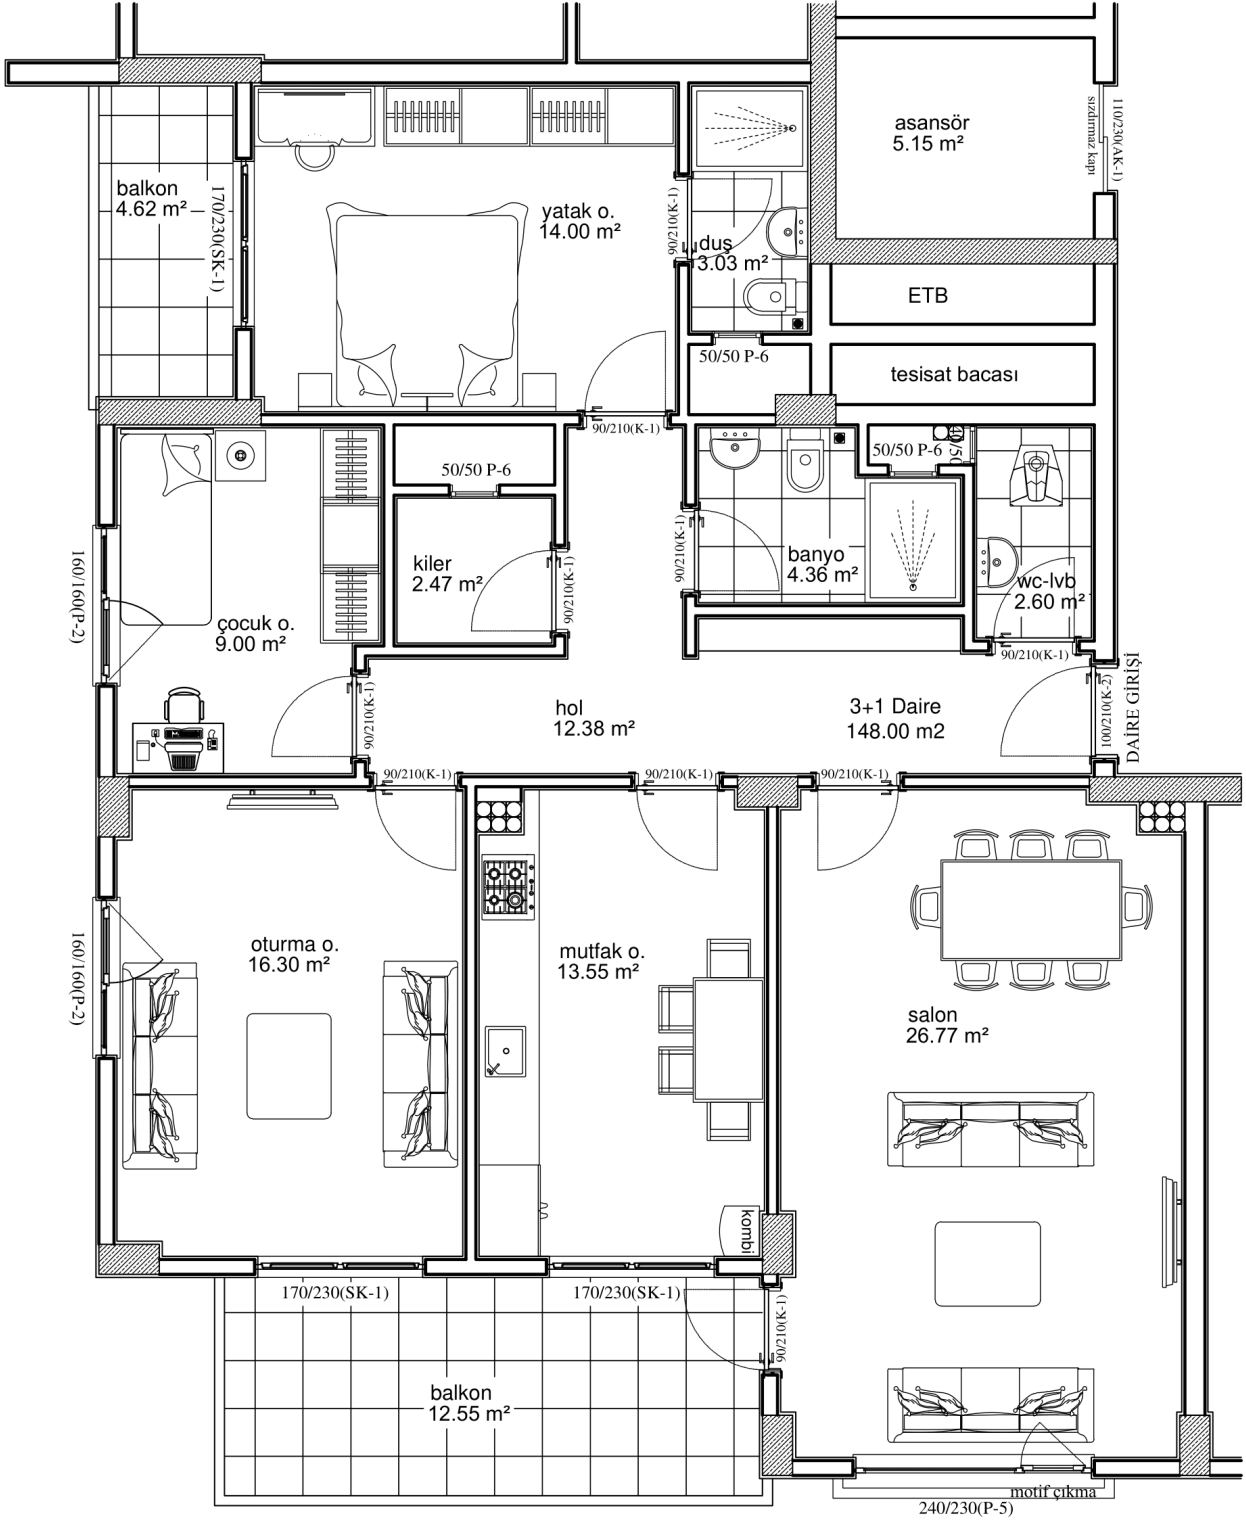 asansör
5.15 m²
110/230(AK-1)
sızdırmaz kapı
balkon
4.62 m²
170/230(SK-1)
yatak o.
14.00 m²
90/210(K-1)
duş
3.03 m²
ETB
50/50 P-6
tesisat bacası
90/210(K-1)
50/50 P-6
50/50 P-6
40/50
160/160(P-2)
kiler
2.47 m²
90/210(K-1)
90/210(K-1)
banyo
4.36 m²
wc-lvb
2.60 m²
çocuk o.
9.00 m²
90/210(K-1)
90/210(K-1)
hol
12.38 m²
3+1 Daire
148.00 m2
100/210(K-2)
DAİRE GİRİŞİ
90/210(K-1)
90/210(K-1)
90/210(K-1)
160/160(P-2)
oturma o.
16.30 m²
mutfak o.
13.55 m²
salon
26.77 m²
kombi
170/230(SK-1)
170/230(SK-1)
90/210(K-1)
balkon
12.55 m²
motif çıkma
240/230(P-5)